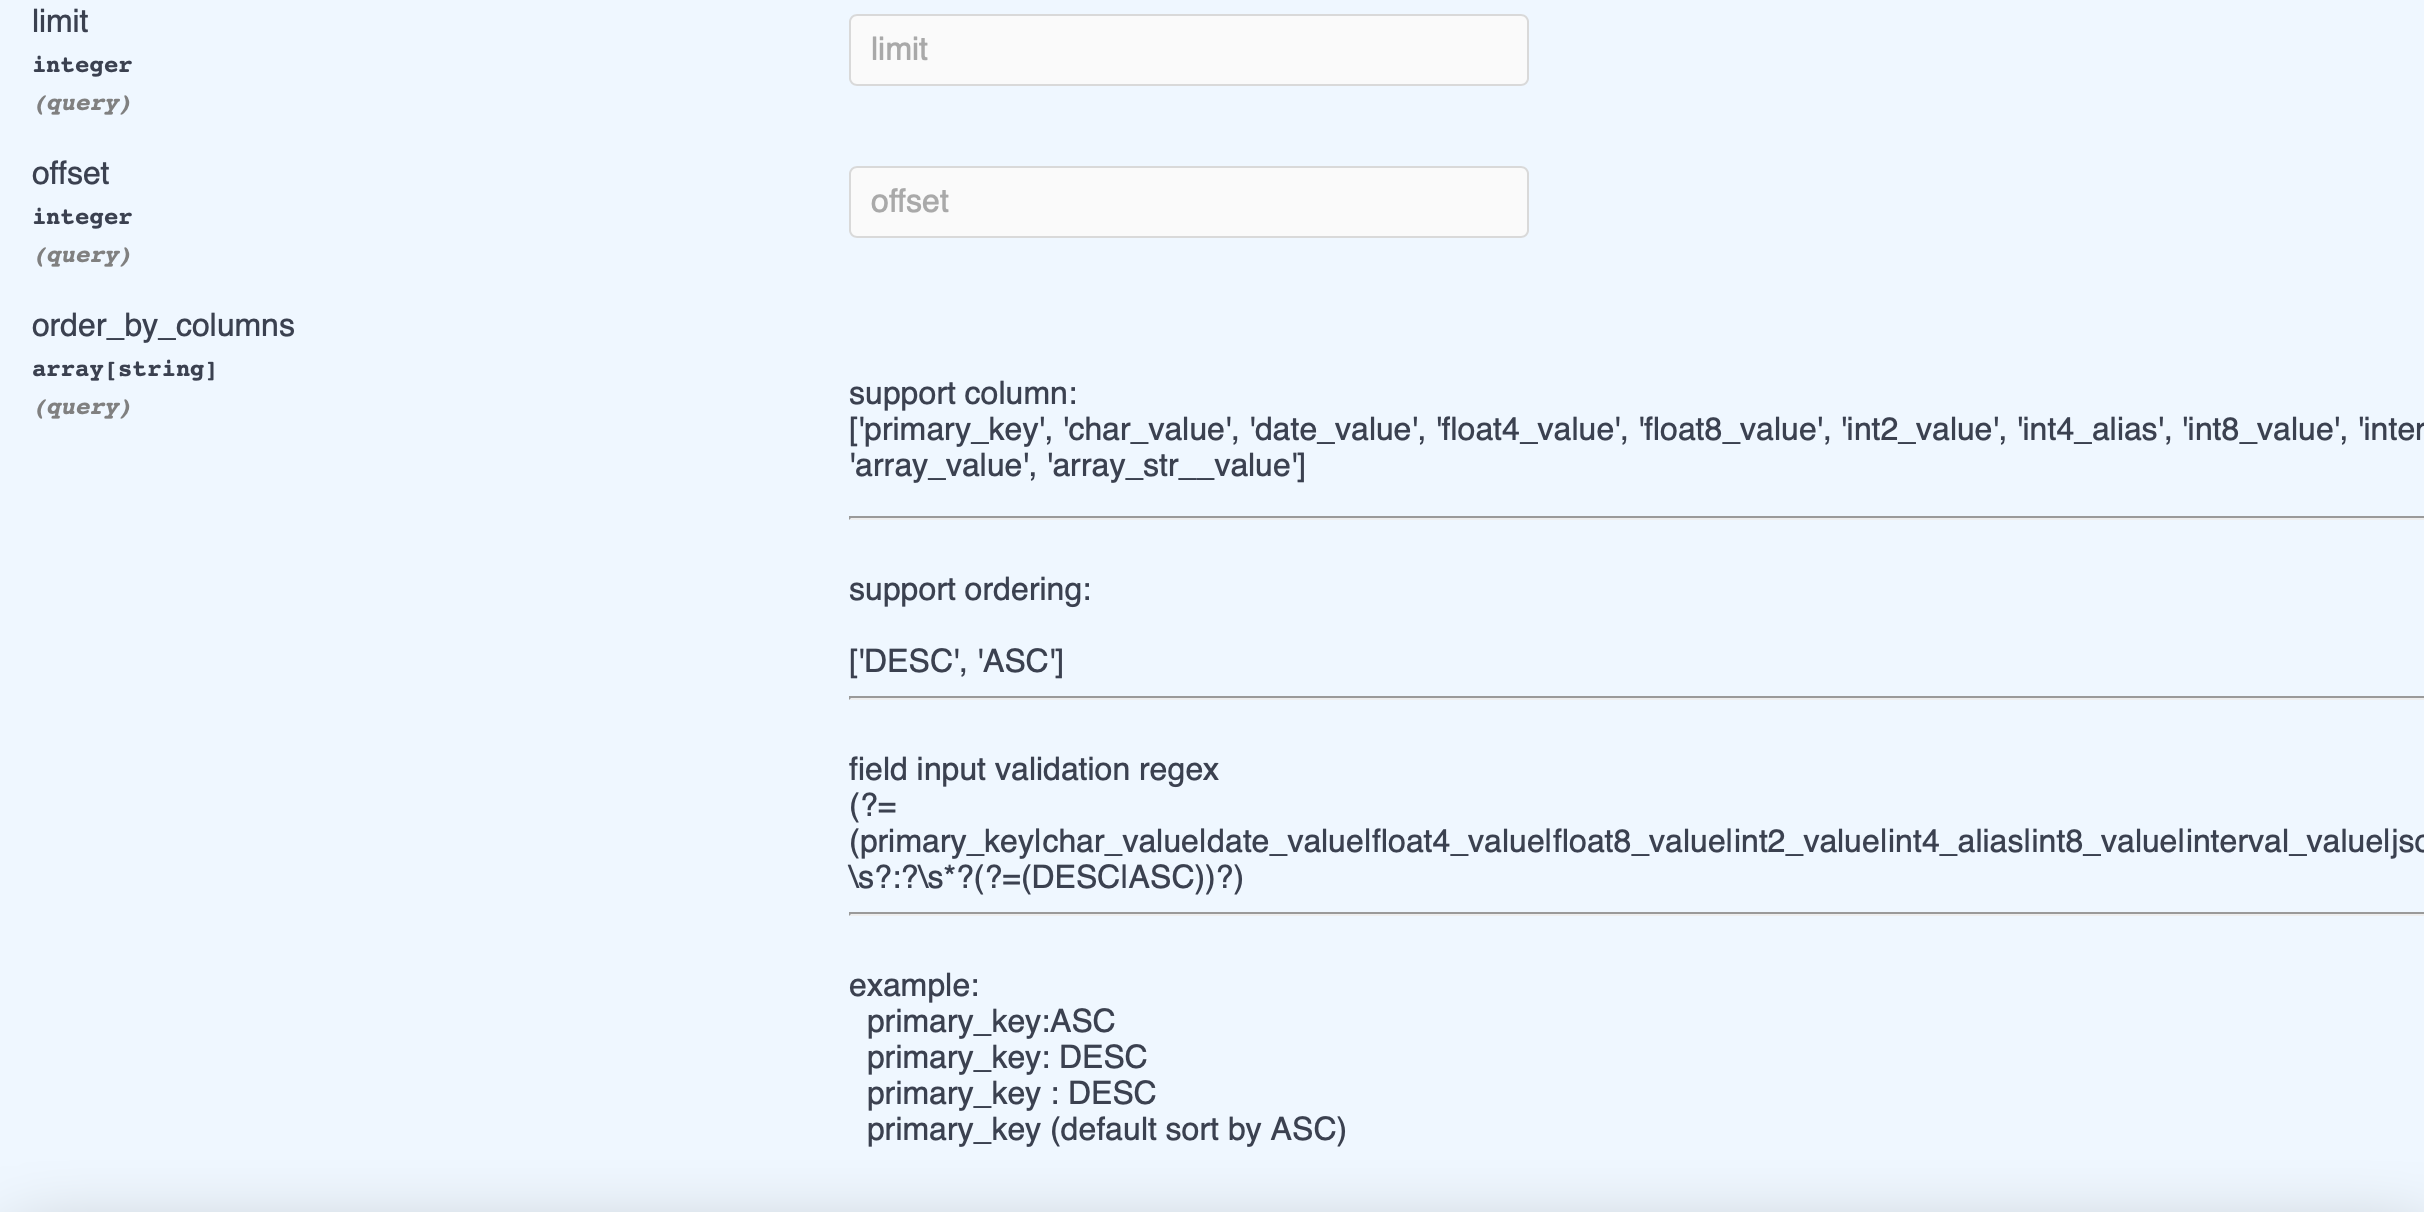 limit
integer
(query)
limit
offset
integer
(query)
offset
order_by_columns
array[string]
(query)
support column:
['primary_key', 'char_value', 'date_value', 'float4_value', 'float8_value', 'int2_value', 'int4_alias', 'int8_value', 'inter
'array_value', 'array_str__value']
support ordering:
['DESC', 'ASC']
field input validation regex
(?=
(primary_key|char_value|date_value|float4_value|float8_value|int2_value|int4_alias|int8_value|interval_value|jso
\s?:?\s*?(?=(DESC|ASC))?)
example:
primary_key:ASC
primary_key: DESC
primary_key : DESC
primary_key (default sort by ASC)